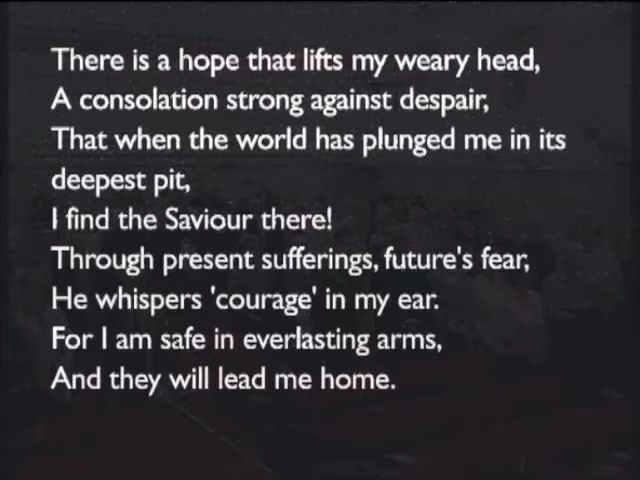 There is a hope that lifts my weary head,
A consolation strong against despair,
That when the world has plunged me in its
deepest pit,
I find the Saviour there!
Through present sufferings, future's fear,
He whispers 'courage' in my ear.
For I am safe in everlasting arms,
And they will lead me home.